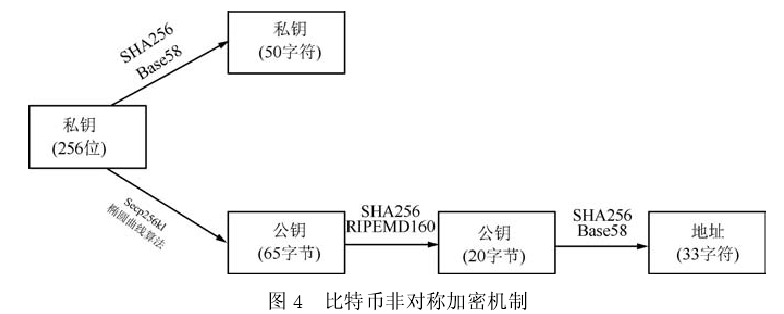 私钥
(50字符)
SHA256
Base58
私钥
(256位)
Secp256k1
椭圆曲线算法
公钥
(65字节)
SHA256
RIPEMD160
公钥
(20字节)
SHA256
Base58
地址
(33字符)
图 4 比特币非对称加密机制